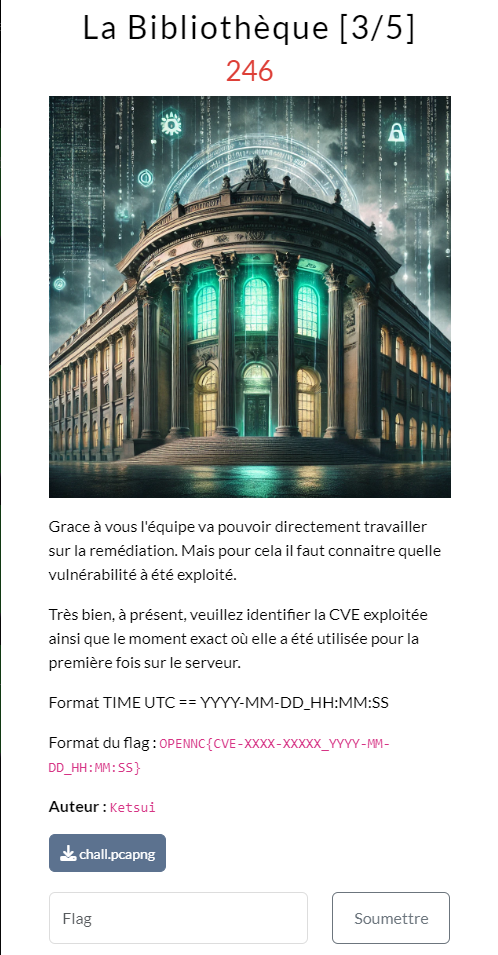 La Bibliothèque [3/5]
246
Grace à vous l'équipe va pouvoir directement travailler
sur la remédiation. Mais pour cela il faut connaitre quelle
vulnérabilité à été exploité.
Très bien, à présent, veuillez identifier la CVE exploitée
ainsi que le moment exact où elle a été utilisée pour la
première fois sur le serveur.
Format TIME UTC == YYYY-MM-DD_HH:MM:SS
Format du flag : OPENNC{CVE-XXXX-XXXXX_YYYY-MM-
DD_HH:MM:SS}
Auteur : Ketsui
chall.pcapng
Flag
Soumettre